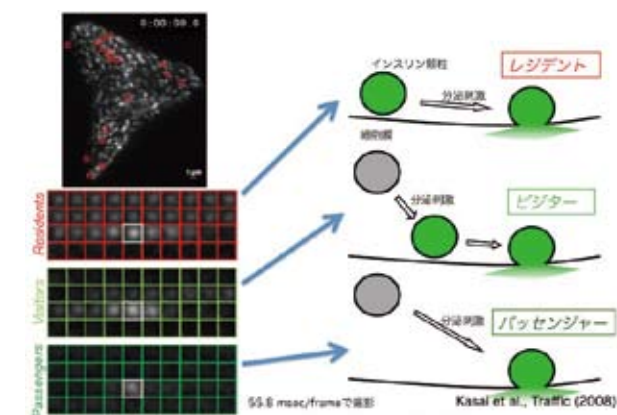 0:00:00.0
1μm
Residents
Visitors
Passengers
55.8 msec/frameで撮影
インスリン顆粒
分泌刺激
レジデント
細胞膜
分泌刺激
ビジター
分泌刺激
パッセンジャー
Kasai et al., Traffic (2008)